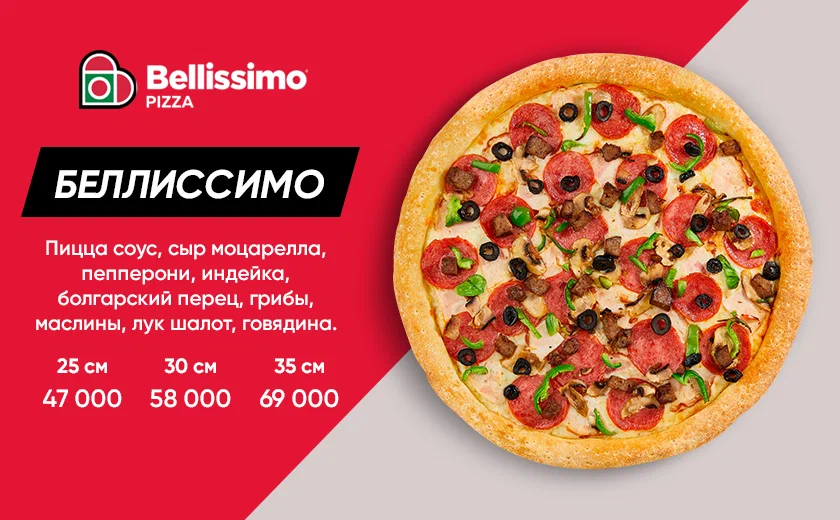 Bellissimo
PIZZA
БЕЛЛИССИМО
Пицца соус, сыр моцарелла,
пепперони, индейка,
болгарский перец, грибы,
маслины, лук шалот, говядина.
25 см 30 см 35 см
47 000 58 000 69 000